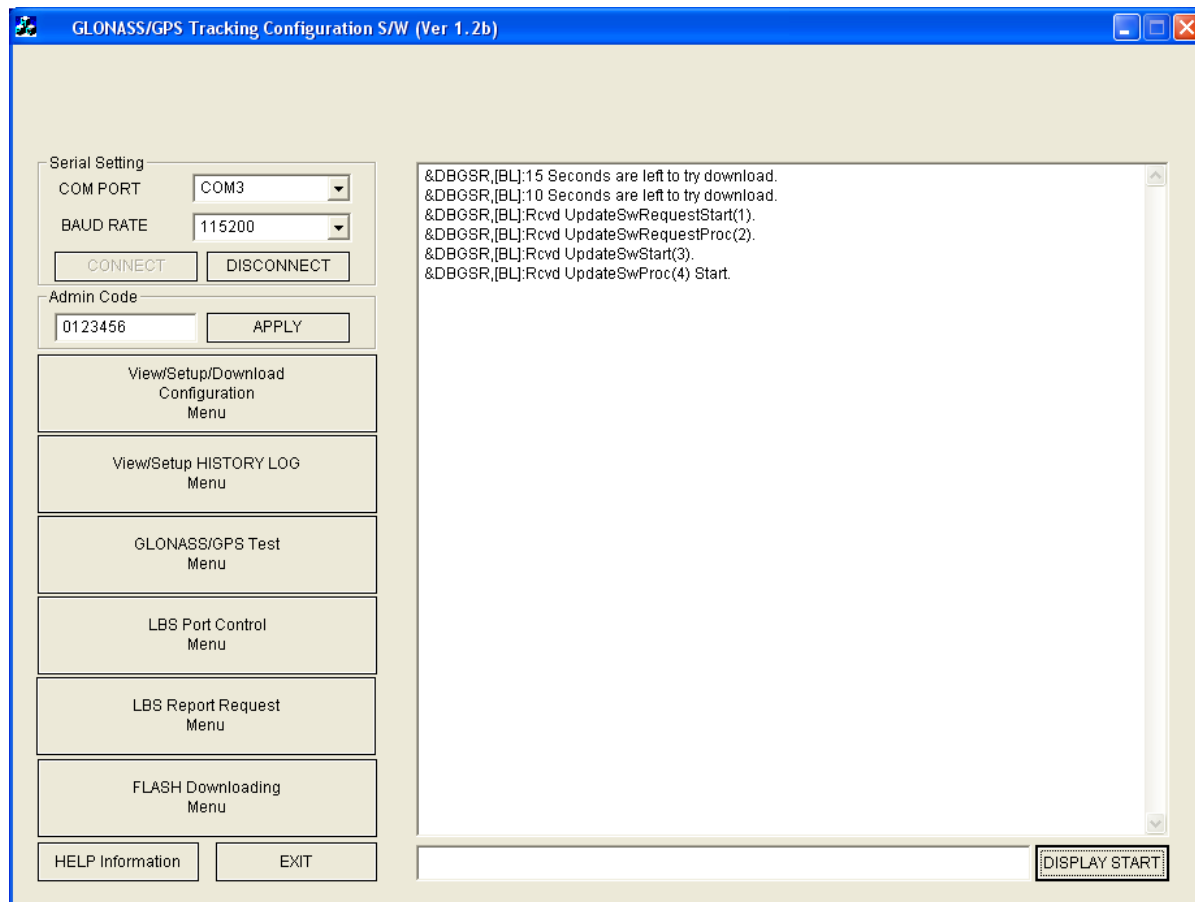 GLONASS/GPS Tracking Configuration S/W (Ver 1.2b)
Serial Setting
COM PORT
COM3
BAUD RATE
115200
CONNECT
DISCONNECT
Admin Code
0123456
APPLY
View/Setup/Download
Configuration
Menu
View/Setup HISTORY LOG
Menu
GLONASS/GPS Test
Menu
LBS Port Control
Menu
LBS Report Request
Menu
FLASH Downloading
Menu
HELP Information
EXIT
&DBGSR,[BL]:15 Seconds are left to try download.
&DBGSR,[BL]:10 Seconds are left to try download.
&DBGSR,[BL]:Rcvd UpdateSwRequestStart(1).
&DBGSR,[BL]:Rcvd UpdateSwRequestProc(2).
&DBGSR,[BL]:Rcvd UpdateSwStart(3).
&DBGSR,[BL]:Rcvd UpdateSwProc(4) Start.
DISPLAY START